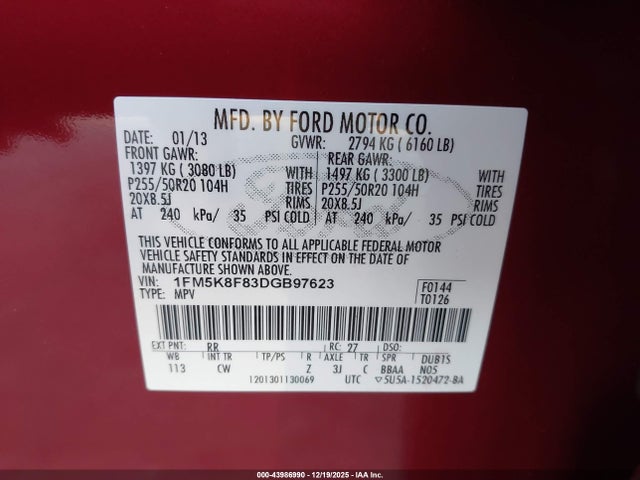 MFD. BY FORD MOTOR CO.
DATE: 01/13 GVWR: 2794 KG ( 6160 LB)
FRONT GAWR: REAR GAWR:
1397 KG ( 3080 LB) WITH 1497 KG ( 3300 LB) WITH
P255/50R20 104H TIRES P255/50R20 104H TIRES
20X8.5J RIMS 20X8.5J RIMS
AT 240 kPa/ 35 PSI COLD AT 240 kPa/ 35 PSI COLD
THIS VEHICLE CONFORMS TO ALL APPLICABLE FEDERAL MOTOR
VEHICLE SAFETY STANDARDS IN EFFECT ON THE DATE OF
MANUFACTURE SHOWN ABOVE.
VIN: 1FM5K8F83DGB97623 F0144
TYPE: MPV T0126
EXT PNT: RR RC: 27 DSO:
WB INT TR TP/PS R AXLE TR SPR DUB1S
113 CW Z 3J C BBAA N05
1201301130069 UTC ▽5U5A-1520472-BA
000-43986990 - 12/19/2025 - IAA Inc.